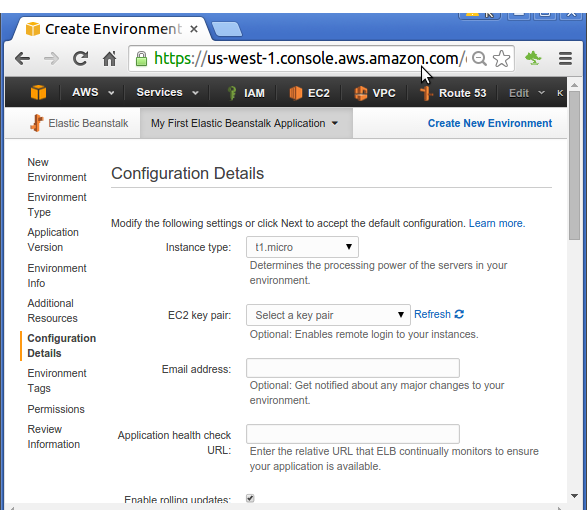 Create Environment
https://us-west-1.console.aws.amazon.com/
AWS Services IAM EC2 VPC Route 53 Edit K
Elastic Beanstalk My First Elastic Beanstalk Application Create New Environment
New
Environment
Environment
Type
Application
Version
Environment
Info
Additional
Resources
Configuration
Details
Environment
Tags
Permissions
Review
Information
Configuration Details
Modify the following settings or click Next to accept the default configuration. Learn more.
Instance type: t1.micro
Determines the processing power of the servers in your
environment.
EC2 key pair: Select a key pair Refresh
Optional: Enables remote login to your instances.
Email address:
Optional: Get notified about any major changes to your
environment.
Application health check
URL:
Enter the relative URL that ELB continually monitors to ensure
your application is available.
Enable rolling updates: